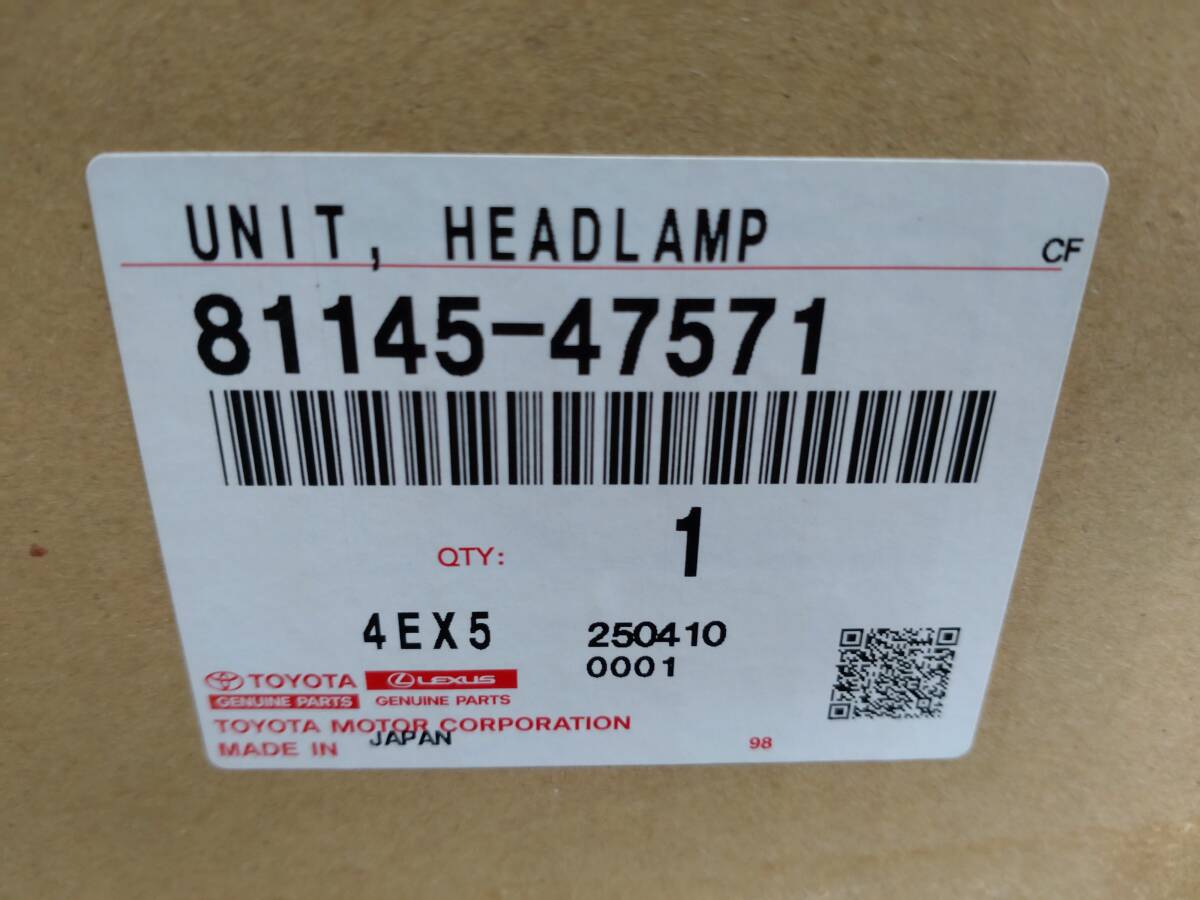 UNIT, HEADLAMP
CF
81145-47571
QTY: 1
4EX5 250410
0001
TOYOTA LEXUS
GENUINE PARTS GENUINE PARTS
TOYOTA MOTOR CORPORATION
MADE IN JAPAN
98